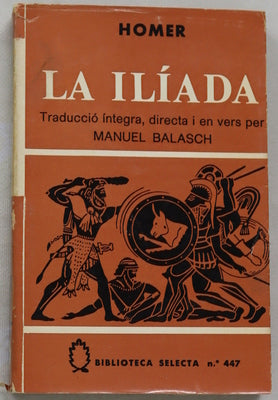 HOMER
LA ILÍADA
Traducció íntegra, directa i en vers per
MANUEL BALASCH
BIBLIOTECA SELECTA n.º 447